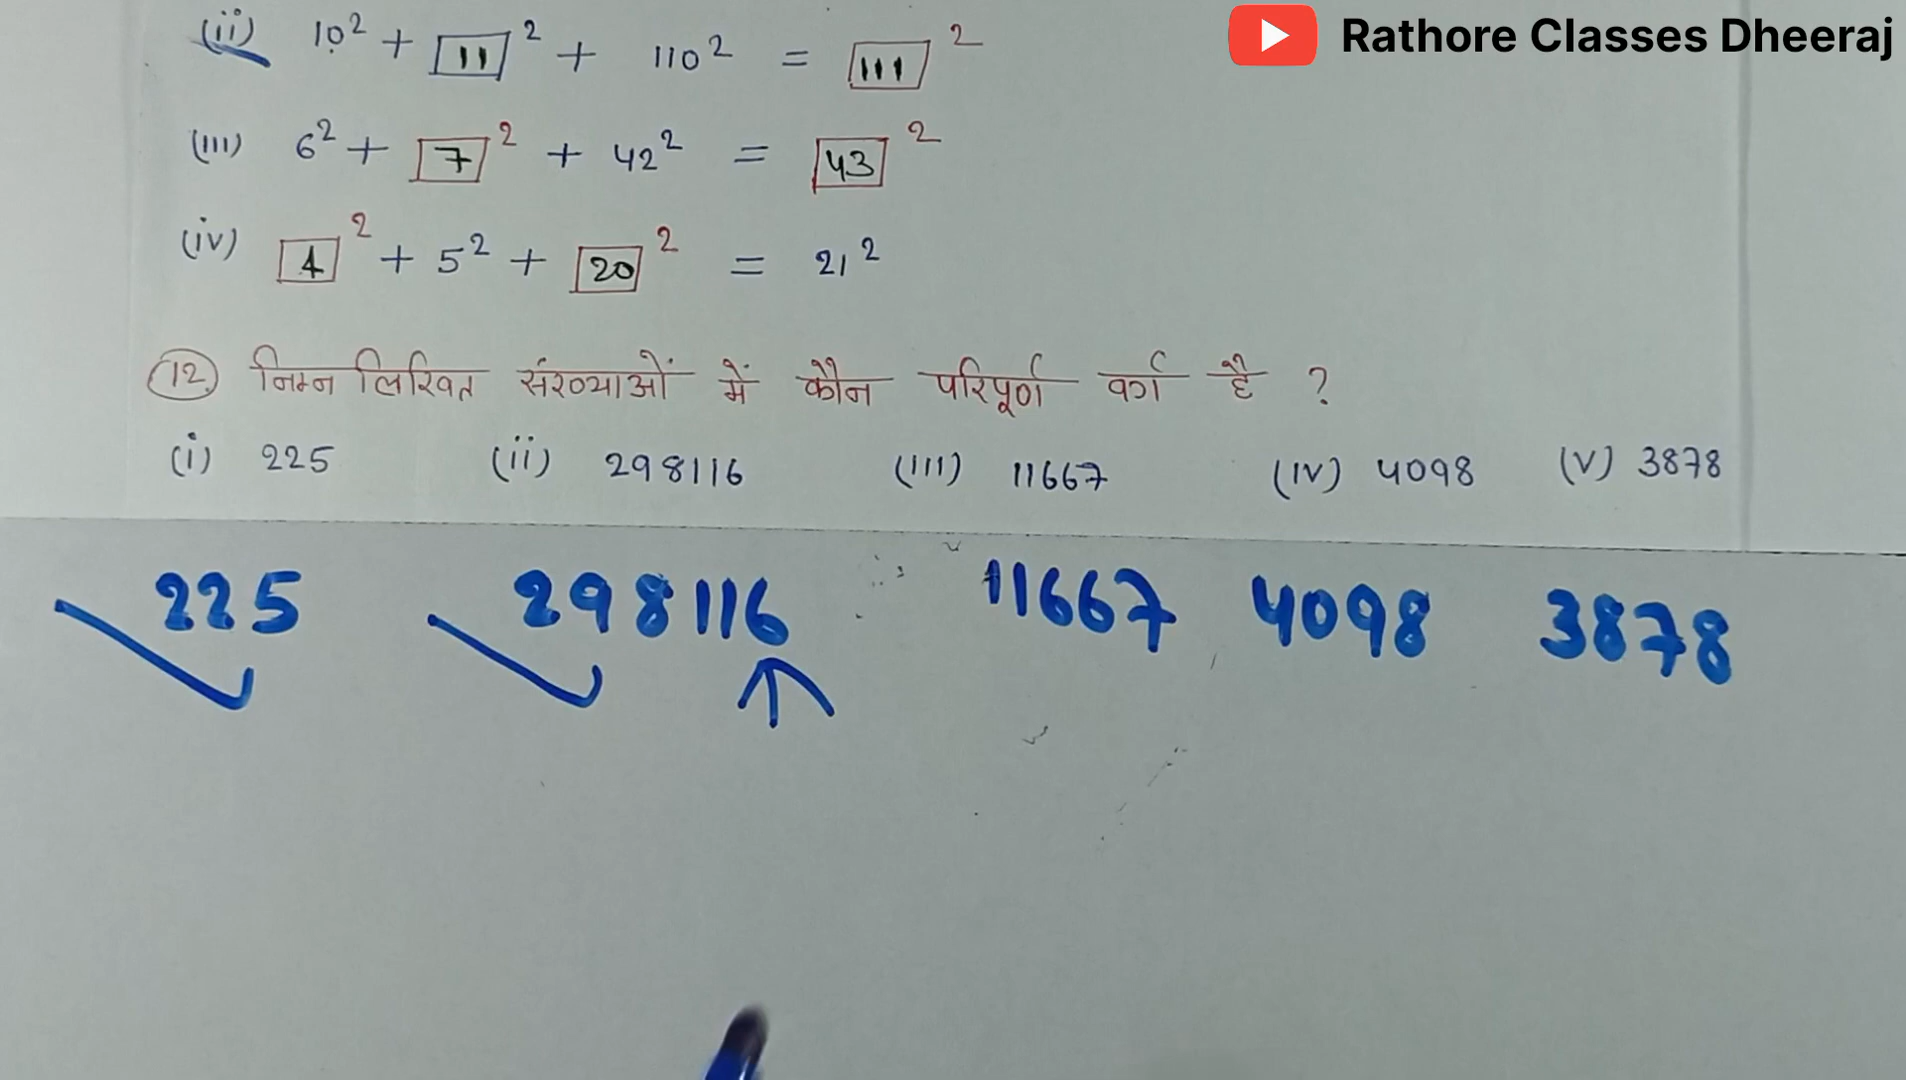 Rathore Classes Dheeraj
(ii) 10² + 11² + 110² = 111²
(III) 6² + 7² + 42² = 43²
(iv) 4² + 5² + 20² = 21²
12. निम्न लिखित संख्याओं में कौन परिपूर्ण वर्ग है ?
(i) 225 (ii) 298116 (III) 11667 (IV) 4098 (V) 3878
225 298116 11667 4098 3878